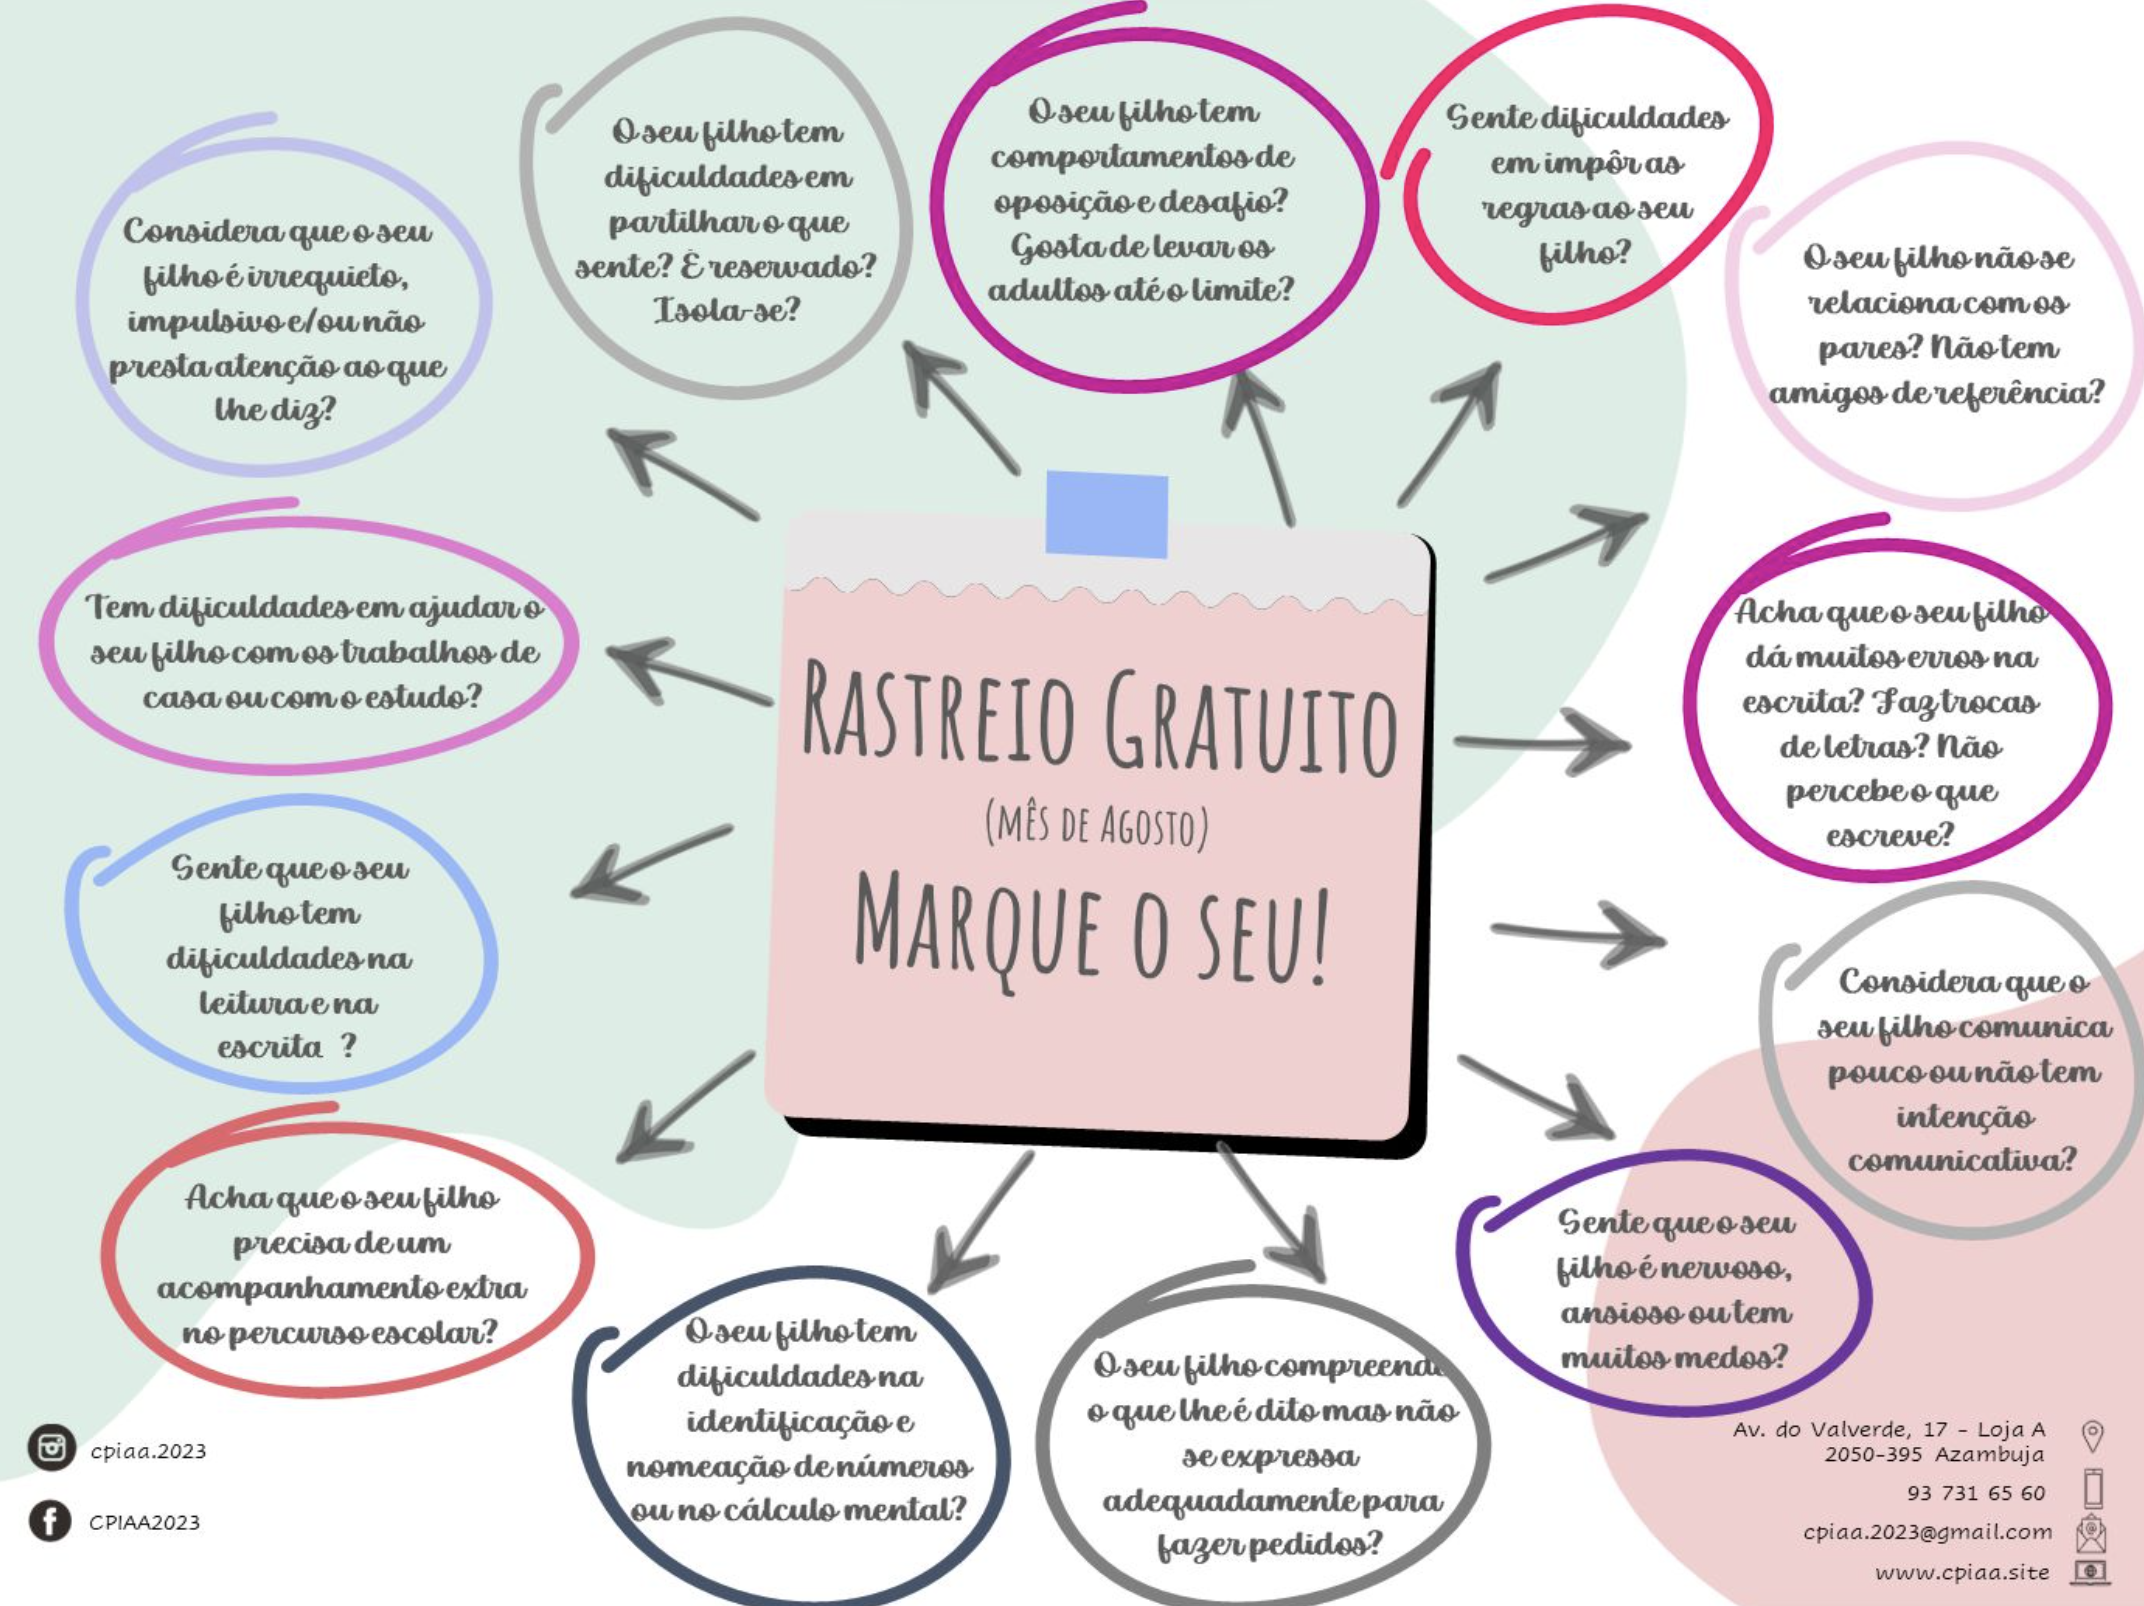 O seu filho tem
dificuldades em
partilhar o que
sente? É reservado?
Isola-se?
O seu filho tem
comportamentos de
oposição e desafio?
Gosta de levar os
adultos até o limite?
Sente dificuldades
em impôr as
regras ao seu
filho?
Considera que o seu
filho é irrequieto,
impulsivo e/ou não
presta atenção ao que
lhe diz?
O seu filho não se
relaciona com os
pares? Não tem
amigos de referência?
Tem dificuldades em ajudar o
seu filho com os trabalhos de
casa ou com o estudo?
Rastreio Gratuito
(mês de Agosto)
Marque o seu!
Acha que o seu filho
dá muitos erros na
escrita? Faz trocas
de letras? Não
percebe o que
escreve?
Sente que o seu
filho tem
dificuldades na
leitura e na
escrita ?
Considera que o
seu filho comunica
pouco ou não tem
intenção
comunicativa?
Acha que o seu filho
precisa de um
acompanhamento extra
no percurso escolar?
O seu filho tem
dificuldades na
identificação e
nomeação de números
ou no cálculo mental?
O seu filho compreende
o que lhe é dito mas não
se expressa
adequadamente para
fazer pedidos?
Sente que o seu
filho é nervoso,
ansioso ou tem
muitos medos?
cpiaa.2023
CPIAA2023
Av. do Valverde, 17 - Loja A
2050-395 Azambuja
93 731 65 60
cpiaa.2023@gmail.com
www.cpiaa.site